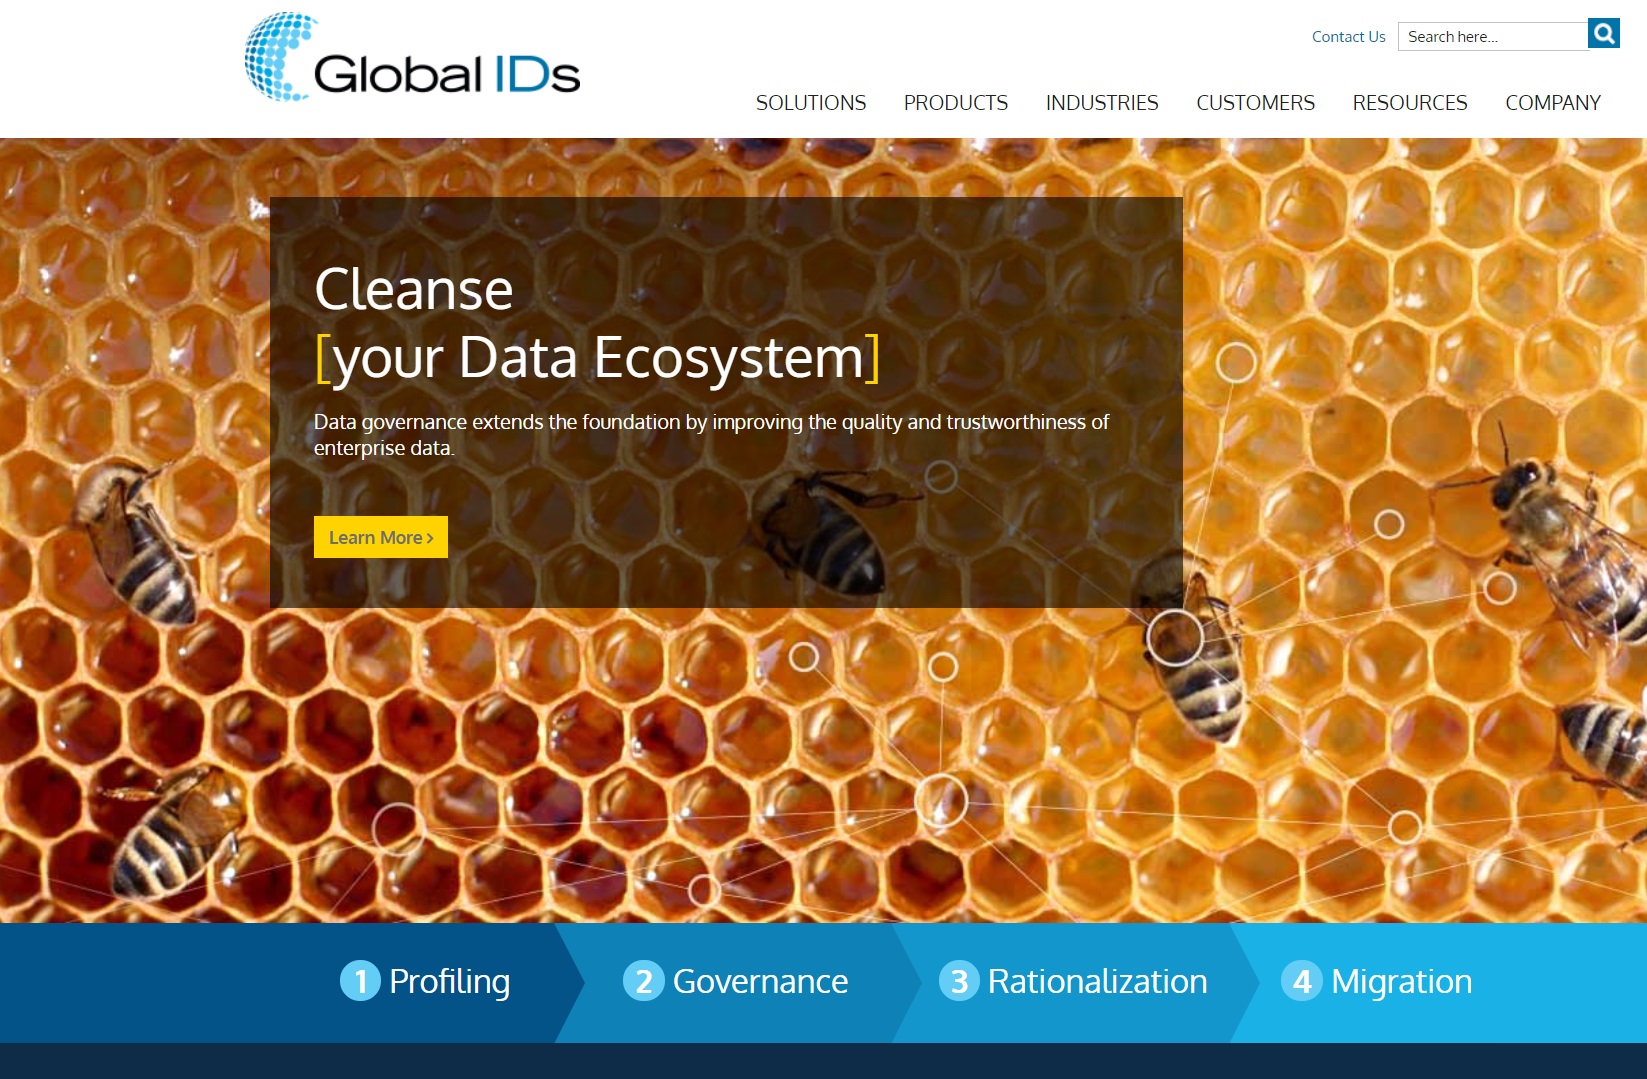 Global IDs
Contact Us
Search here...
SOLUTIONS PRODUCTS INDUSTRIES CUSTOMERS RESOURCES COMPANY
Cleanse
[your Data Ecosystem]
Data governance extends the foundation by improving the quality and trustworthiness of
enterprise data.
Learn More >
1 Profiling
2 Governance
3 Rationalization
4 Migration